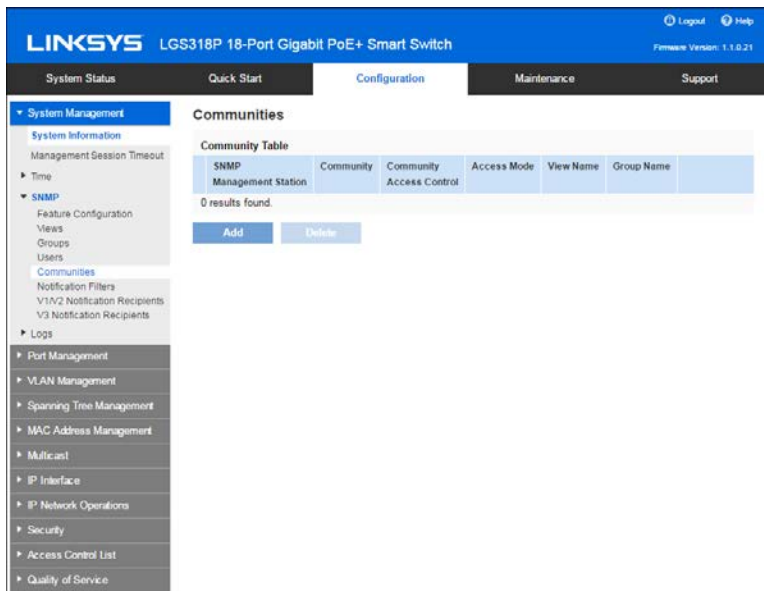 Logout Help
LINKSYS LGS318P 18-Port Gigabit PoE+ Smart Switch
Firmware Version: 1.1.0.21
System Status Quick Start Configuration Maintenance Support
System Management
System Information
Management Session Timeout
Time
SNMP
Feature Configuration
Views
Groups
Users
Communities
Notification Filters
V1/V2 Notification Recipients
V3 Notification Recipients
Logs
Port Management
VLAN Management
Spanning Tree Management
MAC Address Management
Multicast
IP Interface
IP Network Operations
Security
Access Control List
Quality of Service
Communities
Community Table
SNMP Community Community Access Mode View Name Group Name
Management Station Access Control
0 results found.
Add Delete